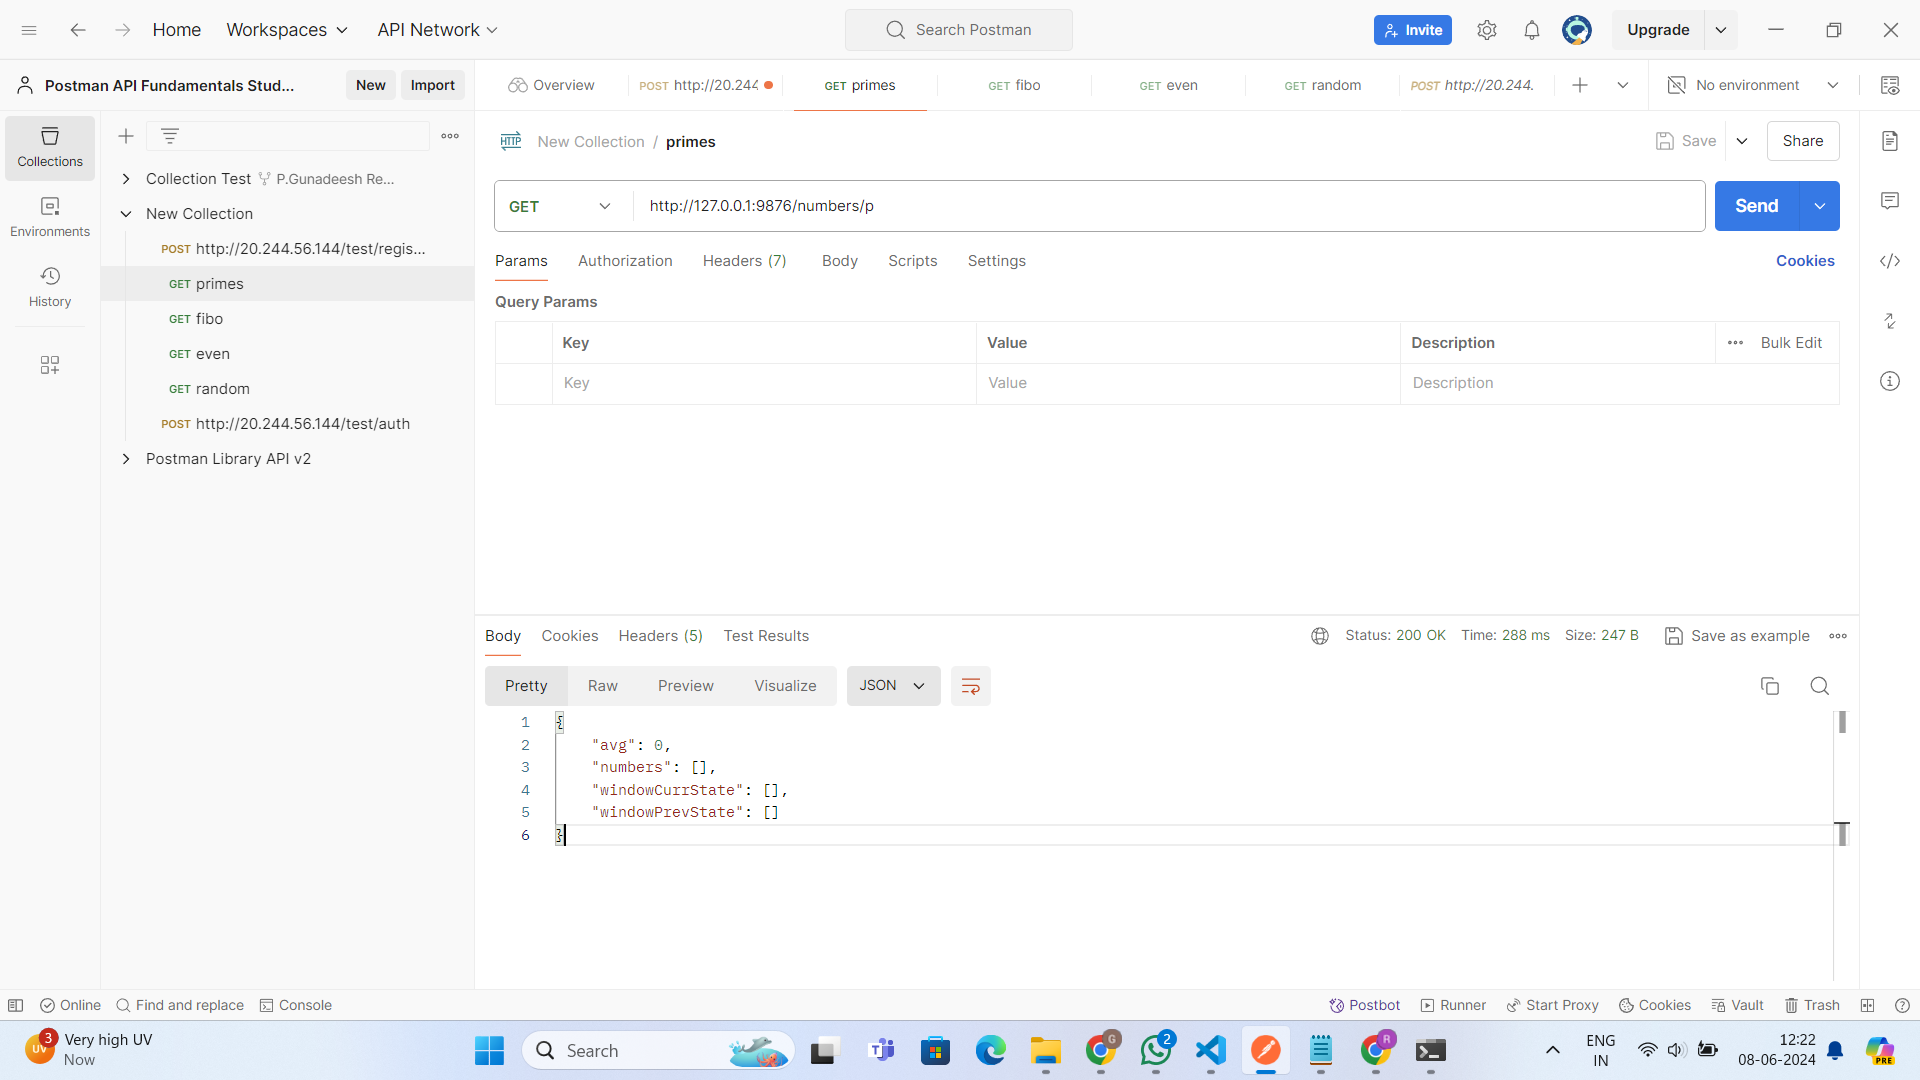 Home Workspaces API Network Search Postman Invite Upgrade
Postman API Fundamentals Stud... New Import Overview POST http://20.244 GET primes GET fibo GET even GET random POST http://20.244. No environment
Collections
Environments
History
Collection Test P.Gunadeesh Re...
New Collection
POST http://20.244.56.144/test/regis...
GET primes
GET fibo
GET even
GET random
POST http://20.244.56.144/test/auth
Postman Library API v2
HTTP New Collection / primes Save Share
GET http://127.0.0.1:9876/numbers/p Send
Params Authorization Headers (7) Body Scripts Settings Cookies
Query Params
Key Value Description Bulk Edit
Key Value Description
Body Cookies Headers (5) Test Results Status: 200 OK Time: 288 ms Size: 247 B Save as example
Pretty Raw Preview Visualize JSON
1 {
2 "avg": 0,
3 "numbers": [],
4 "windowCurrState": [],
5 "windowPrevState": []
6 }
Online Find and replace Console Postbot Runner Start Proxy Cookies Vault Trash
UV 3 Very high UV
Now
Search
G
2
R
ENG
IN
12:22
08-06-2024
PRE